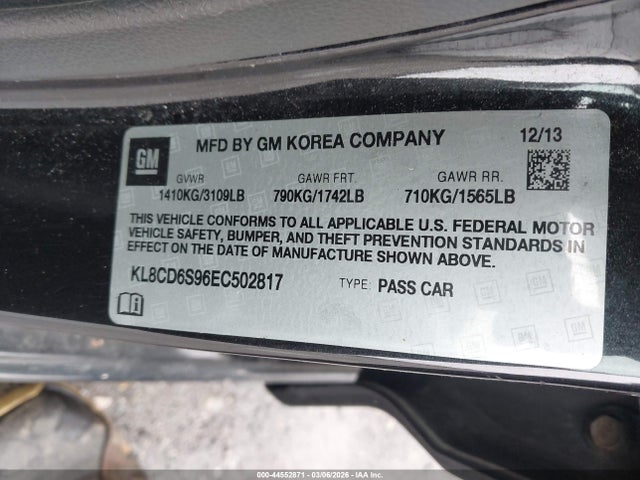 GM
MFD BY GM KOREA COMPANY 12/13
GVWR GAWR FRT. GAWR RR.
1410KG/3109LB 790KG/1742LB 710KG/1565LB
THIS VEHICLE CONFORMS TO ALL APPLICABLE U.S. FEDERAL MOTOR
VEHICLE SAFETY, BUMPER, AND THEFT PREVENTION STANDARDS IN
EFFECT ON THE DATE OF MANUFACTURE SHOWN ABOVE.
KL8CD6S96EC502817 TYPE: PASS CAR
000-44552871 - 03/06/2026 - IAA Inc.